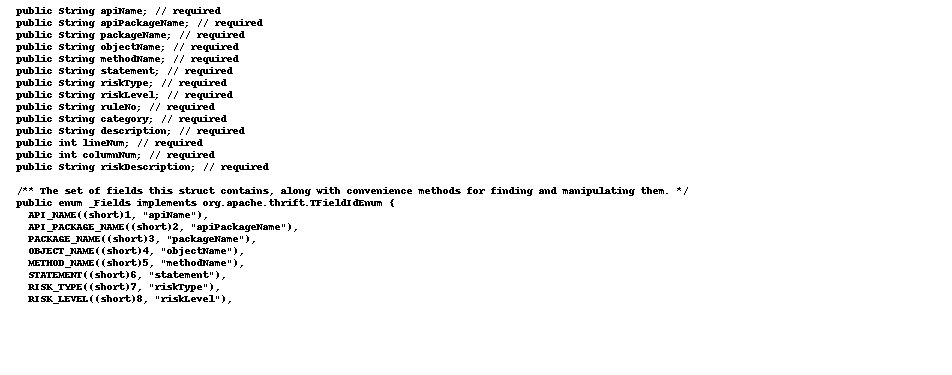 public String apiName; // required
public String apiPackageName; // required
public String packageName; // required
public String objectName; // required
public String methodName; // required
public String statement; // required
public String riskType; // required
public String riskLevel; // required
public String ruleNo; // required
public String category; // required
public String description; // required
public int lineNum; // required
public int columnNum; // required
public String riskDescription; // required
/** The set of fields this struct contains, along with convenience methods for finding and manipulating them. */
public enum _Fields implements org.apache.thrift.TFieldIdEnum {
API_NAME((short)1, "apiName"),
API_PACKAGE_NAME((short)2, "apiPackageName"),
PACKAGE_NAME((short)3, "packageName"),
OBJECT_NAME((short)4, "objectName"),
METHOD_NAME((short)5, "methodName"),
STATEMENT((short)6, "statement"),
RISK_TYPE((short)7, "riskType"),
RISK_LEVEL((short)8, "riskLevel"),